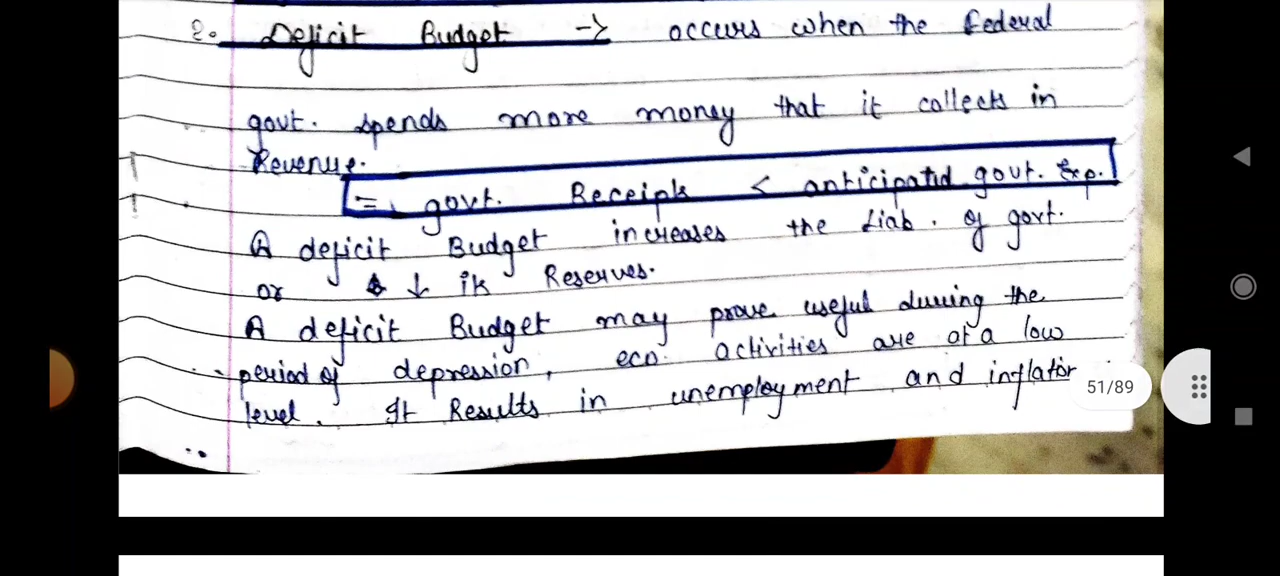 2. Deficit Budget -> occurs when the federal
govt. spends more money that it collects in
Revenue.
= govt. Receipts < anticipated govt. Exp.
A deficit Budget increases the Liab. of govt.
or ↓ its Reserves.
A deficit Budget may prove useful during the
period of depression, eco. activities are at a low
level. It Results in unemployment and inflation
51/89